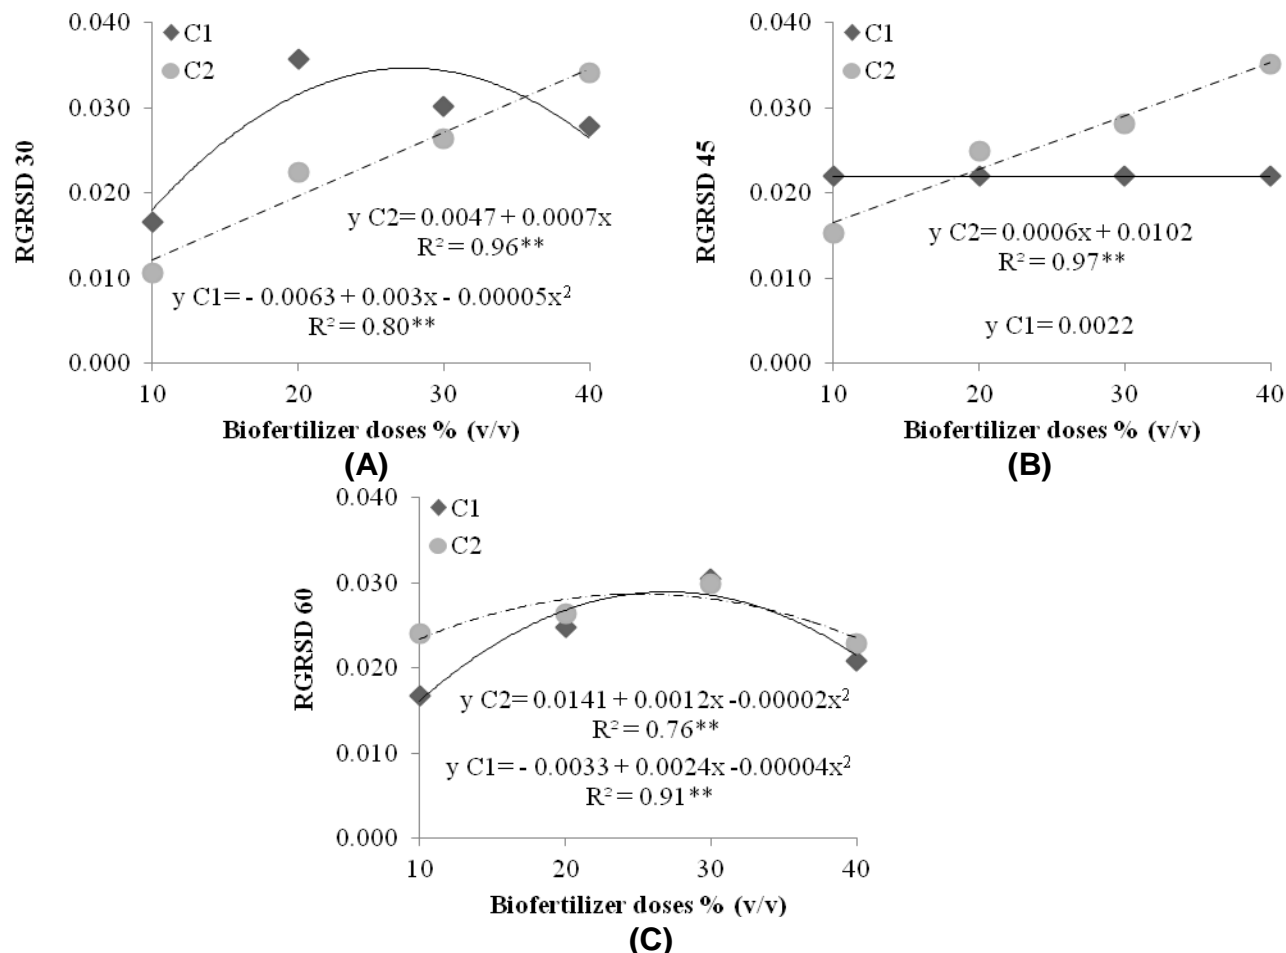 0.040
0.030
0.020
0.010
0.000
RGRSD 30
C1
C2
y C2= 0.0047 + 0.0007x
R² = 0.96**
y C1= - 0.0063 + 0.003x - 0.00005x²
R² = 0.80**
10 20 30 40
Biofertilizer doses % (v/v)
(A)
0.040
0.030
0.020
0.010
0.000
RGRSD 45
C1
C2
y C2= 0.0006x + 0.0102
R² = 0.97**
y C1= 0.0022
10 20 30 40
Biofertilizer doses % (v/v)
(B)
0.040
0.030
0.020
0.010
0.000
RGRSD 60
C1
C2
y C2= 0.0141 + 0.0012x -0.00002x²
R² = 0.76**
y C1= - 0.0033 + 0.0024x -0.00004x²
R² = 0.91**
10 20 30 40
Biofertilizer doses % (v/v)
(C)